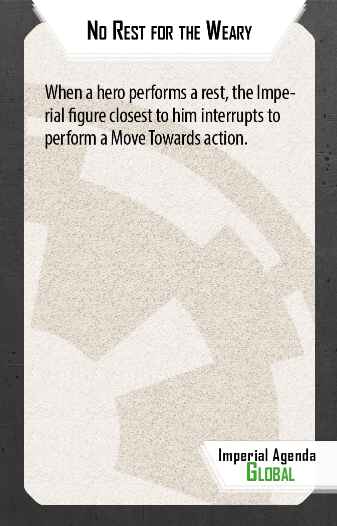 No Rest for the Weary
When a hero performs a rest, the Impe-
rial figure closest to him interrupts to
perform a Move Towards action.
Imperial Agenda
Global